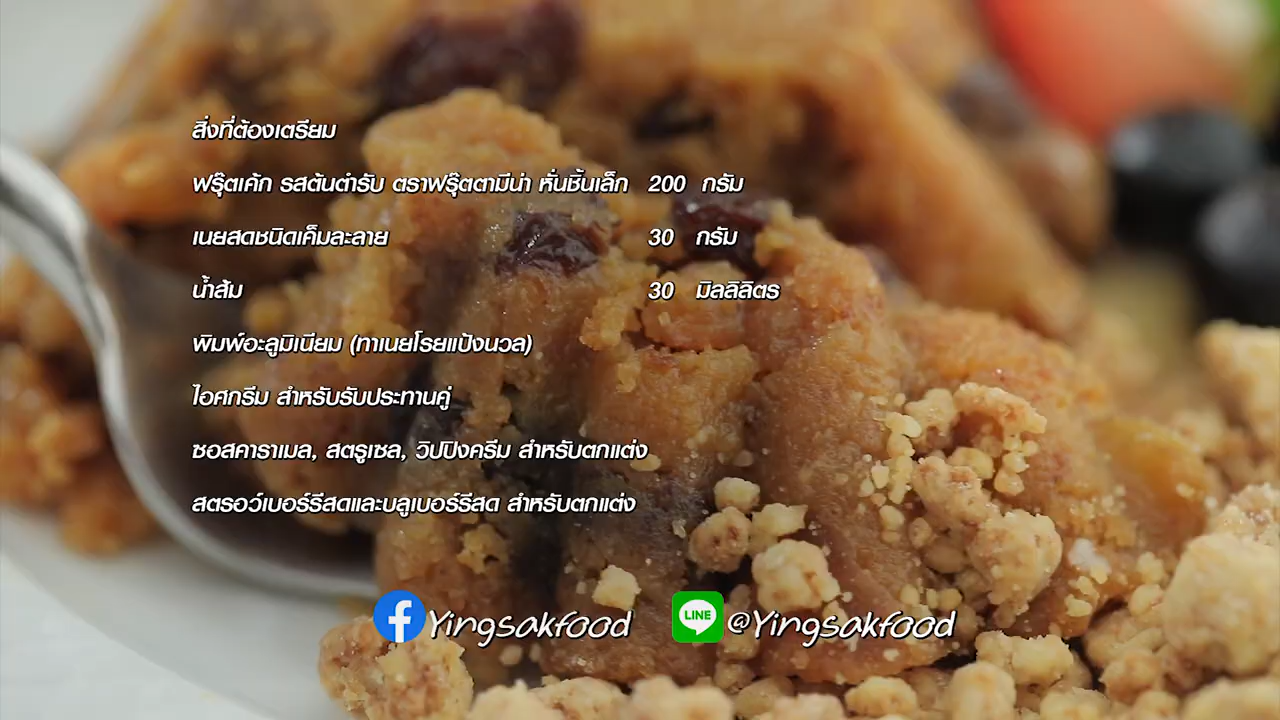 สิ่งที่ต้องเตรียม
ฟรุ๊ตเค้ก รสต้นตำรับ ตราฟรุ๊ตตามีน่า หั่นชิ้นเล็ก 200 กรัม
เนยสดชนิดเค็มละลาย 30 กรัม
น้ำส้ม 30 มิลลิลิตร
พิมพ์อะลูมิเนียม (ทาเนยโรยแป้งนวล)
ไอศกรีม สำหรับรับประทานคู่
ซอสคาราเมล, สตรูเซล, วิปปิงครีม สำหรับตกแต่ง
สตรอว์เบอร์รีสดและบลูเบอร์รีสด สำหรับตกแต่ง
Yingsakfood LINE @Yingsakfood